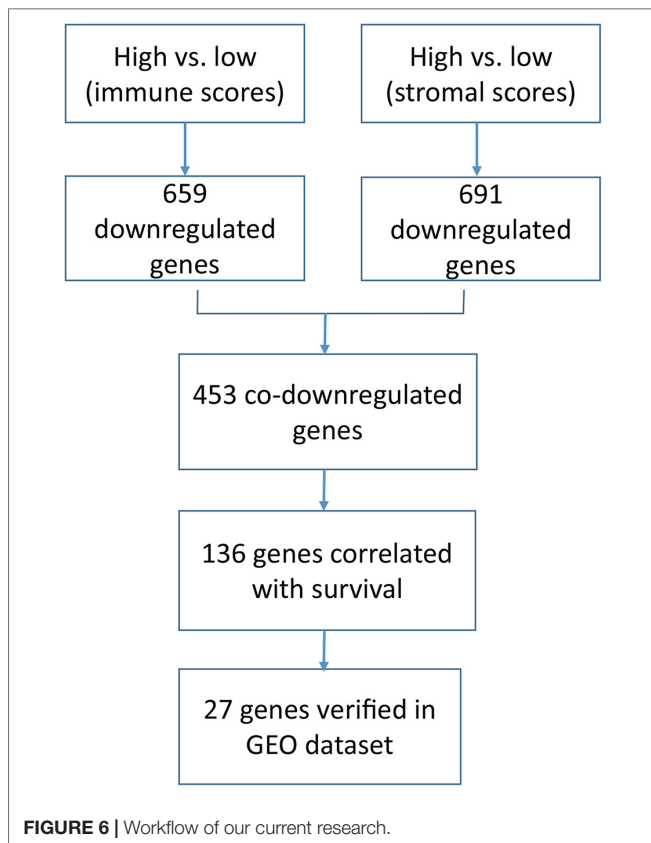 High vs. low
(immune scores)
High vs. low
(stromal scores)
659
downregulated
genes
691
downregulated
genes
453 co-downregulated
genes
136 genes correlated
with survival
27 genes verified in
GEO dataset
FIGURE 6 | Workflow of our current research.